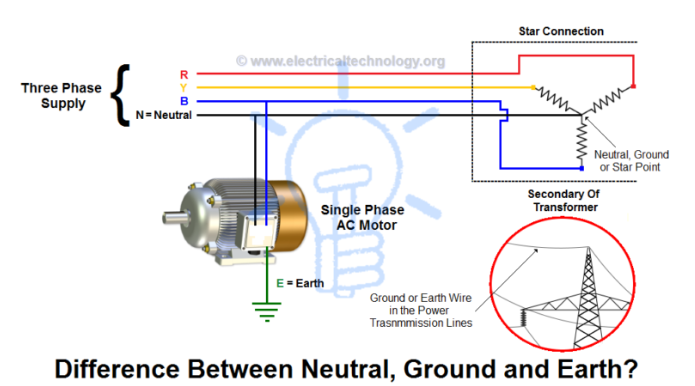 Star Connection
© www.electricaltechnology.org
Three Phase
Supply
R
Y
B
N = Neutral
Neutral, Ground
or Star Point
Secondary Of
Transformer
Single Phase
AC Motor
E = Earth
Ground or Earth Wire
in the Power
Trasnmmission Lines
Difference Between Neutral, Ground and Earth?